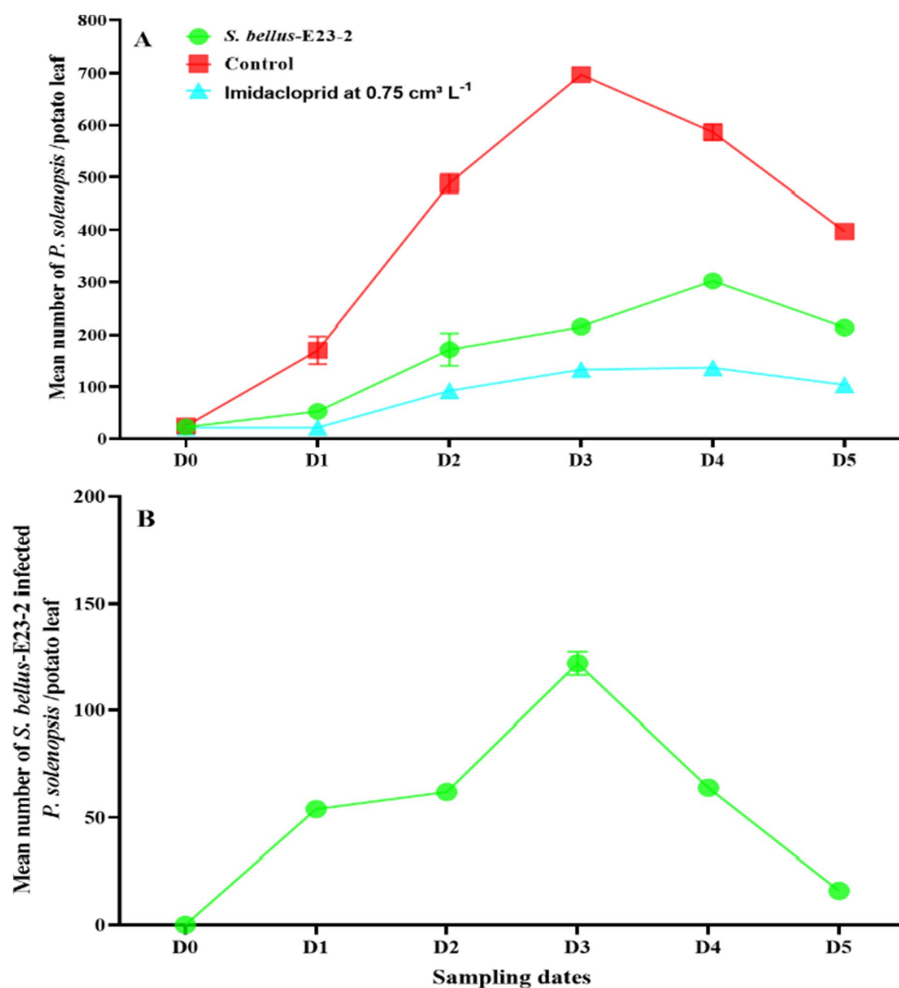 A
S. bellus-E23-2
Control
Imidacloprid at 0.75 cm³ L⁻¹
Mean number of P. solenopsis /potato leaf
800
700
600
500
400
300
200
100
0
D0 D1 D2 D3 D4 D5
B
Mean number of S. bellus-E23-2 infected
P. solenopsis /potato leaf
200
150
100
50
0
D0 D1 D2 D3 D4 D5
Sampling dates